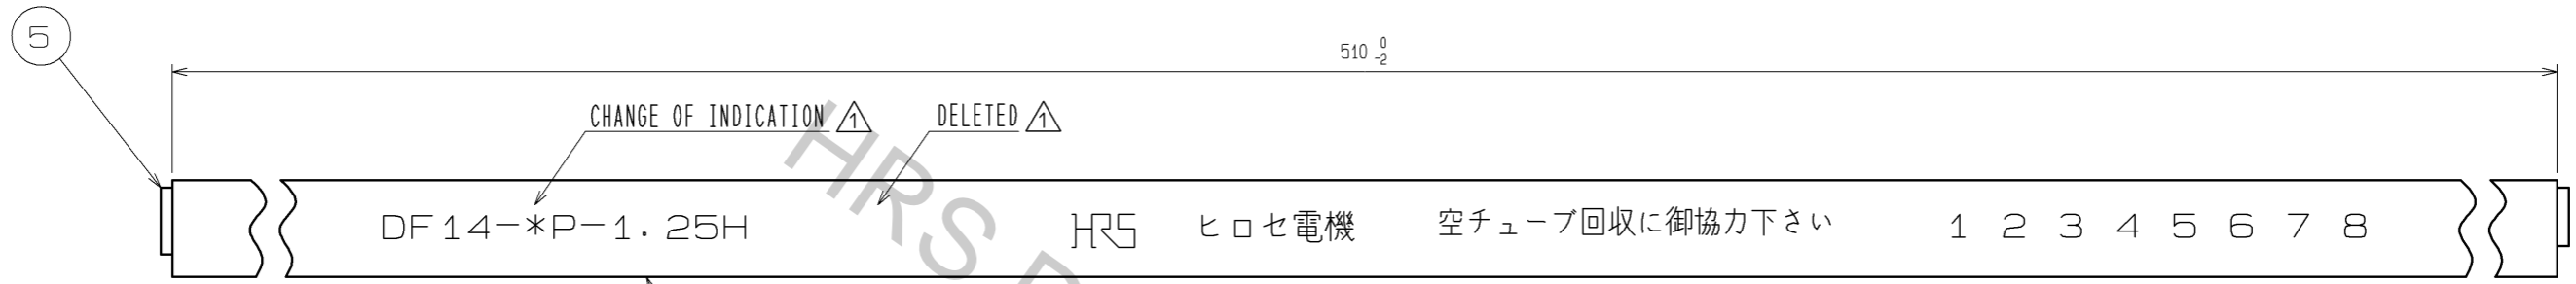 5
510 0 -2
CHANGE OF INDICATION 1 DELETED 1
DF14-*P-1.25H HRS ヒロセ電機 空チューブ回収に御協力下さい 1 2 3 4 5 6 7 8
HRS